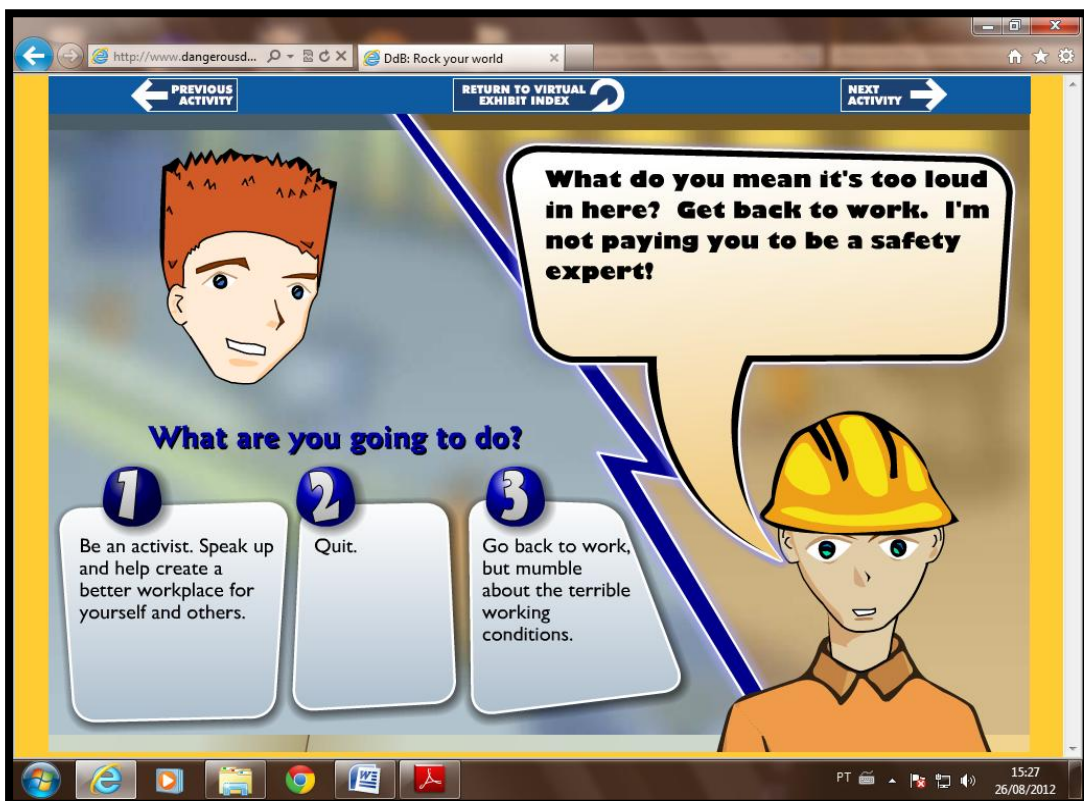 http://www.dangerousd...
DdB: Rock your world
PREVIOUS
ACTIVITY
RETURN TO VIRTUAL
EXHIBIT INDEX
NEXT
ACTIVITY
What do you mean it's too loud
in here? Get back to work. I'm
not paying you to be a safety
expert!
What are you going to do?
1
Be an activist. Speak up
and help create a
better workplace for
yourself and others.
2
Quit.
3
Go back to work,
but mumble
about the terrible
working
conditions.
PT
15:27
26/08/2012